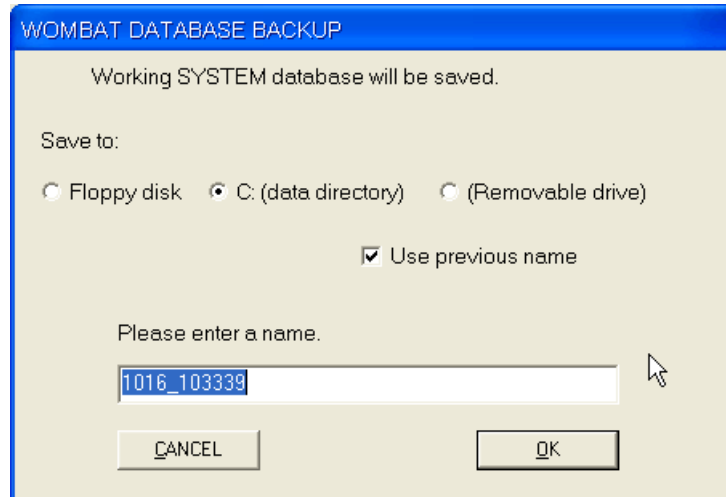 WOMBAT DATABASE BACKUP
Working SYSTEM database will be saved.
Save to:
Floppy disk C: (data directory) (Removable drive)
Use previous name
Please enter a name.
1016_103339
CANCEL OK